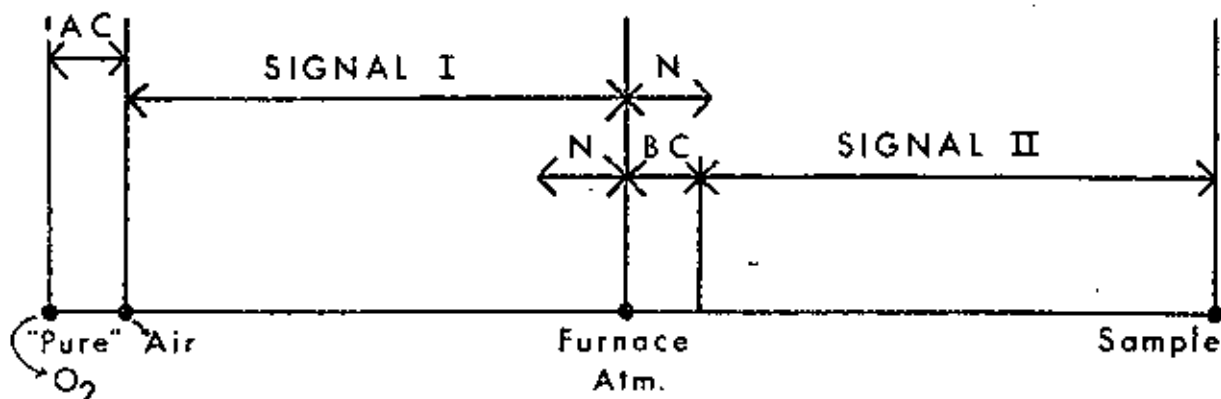 AC
SIGNAL I N
N BC SIGNAL II
"Pure" Air Furnace Sample
O2 Atm.